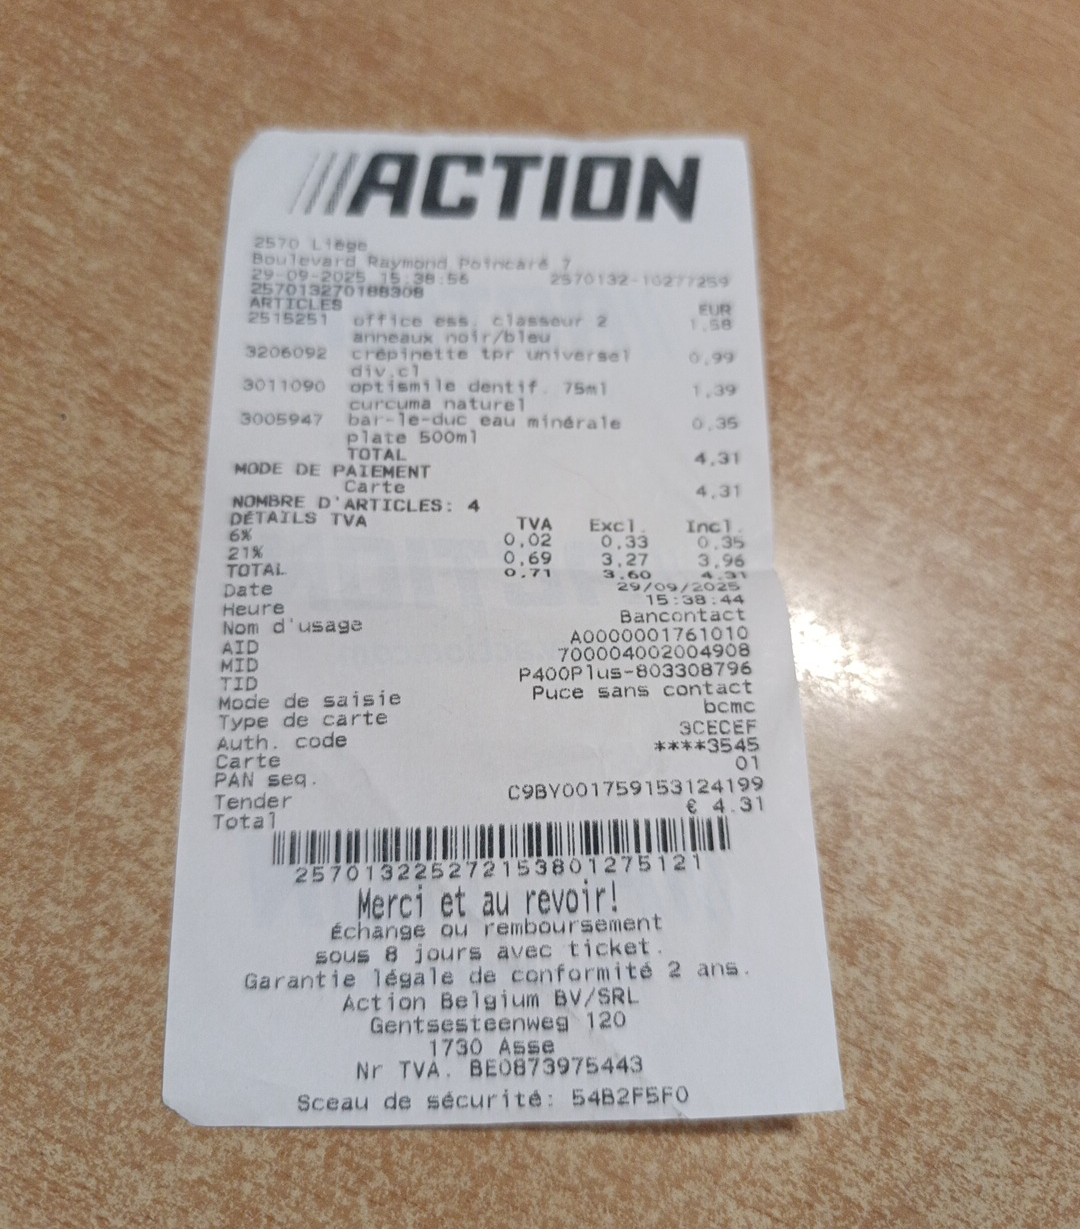 ACTION
2570 Liège
Boulevard Raymond Poincaré 7
29-09-2025 15:38:56 2570132-10277259
257013270188308
ARTICLES EUR
2515251 office ess. classeur 2 1,58
anneaux noir/bleu
3206092 crépinette tpr universel 0,99
div.cl
3011090 optismile dentif. 75ml 1,39
curcuma naturel
3005947 bar-le-duc eau minérale 0,35
plate 500ml
TOTAL 4,31
MODE DE PAIEMENT
Carte 4,31
NOMBRE D'ARTICLES: 4
DÉTAILS TVA TVA Excl. Incl.
6% 0,02 0,33 0,35
21% 0,69 3,27 3,96
TOTAL 0,71 3,60 4,31
Date 29/09/2025
Heure 15:38:44
Nom d'usage Bancontact
AID A0000001761010
MID 700004002004908
TID P400Plus-803308796
Mode de saisie Puce sans contact
Type de carte bcmc
Auth. code 3CECEF
Carte ****3545
PAN seq. 01
Tender C9BY001759153124199
Total € 4.31
257013225272153801275121
Merci et au revoir!
Échange ou remboursement
sous 8 jours avec ticket.
Garantie légale de conformité 2 ans.
Action Belgium BV/SRL
Gentsesteenweg 120
1730 Asse
Nr TVA. BE0873975443
Sceau de sécurité: 54B2F5F0